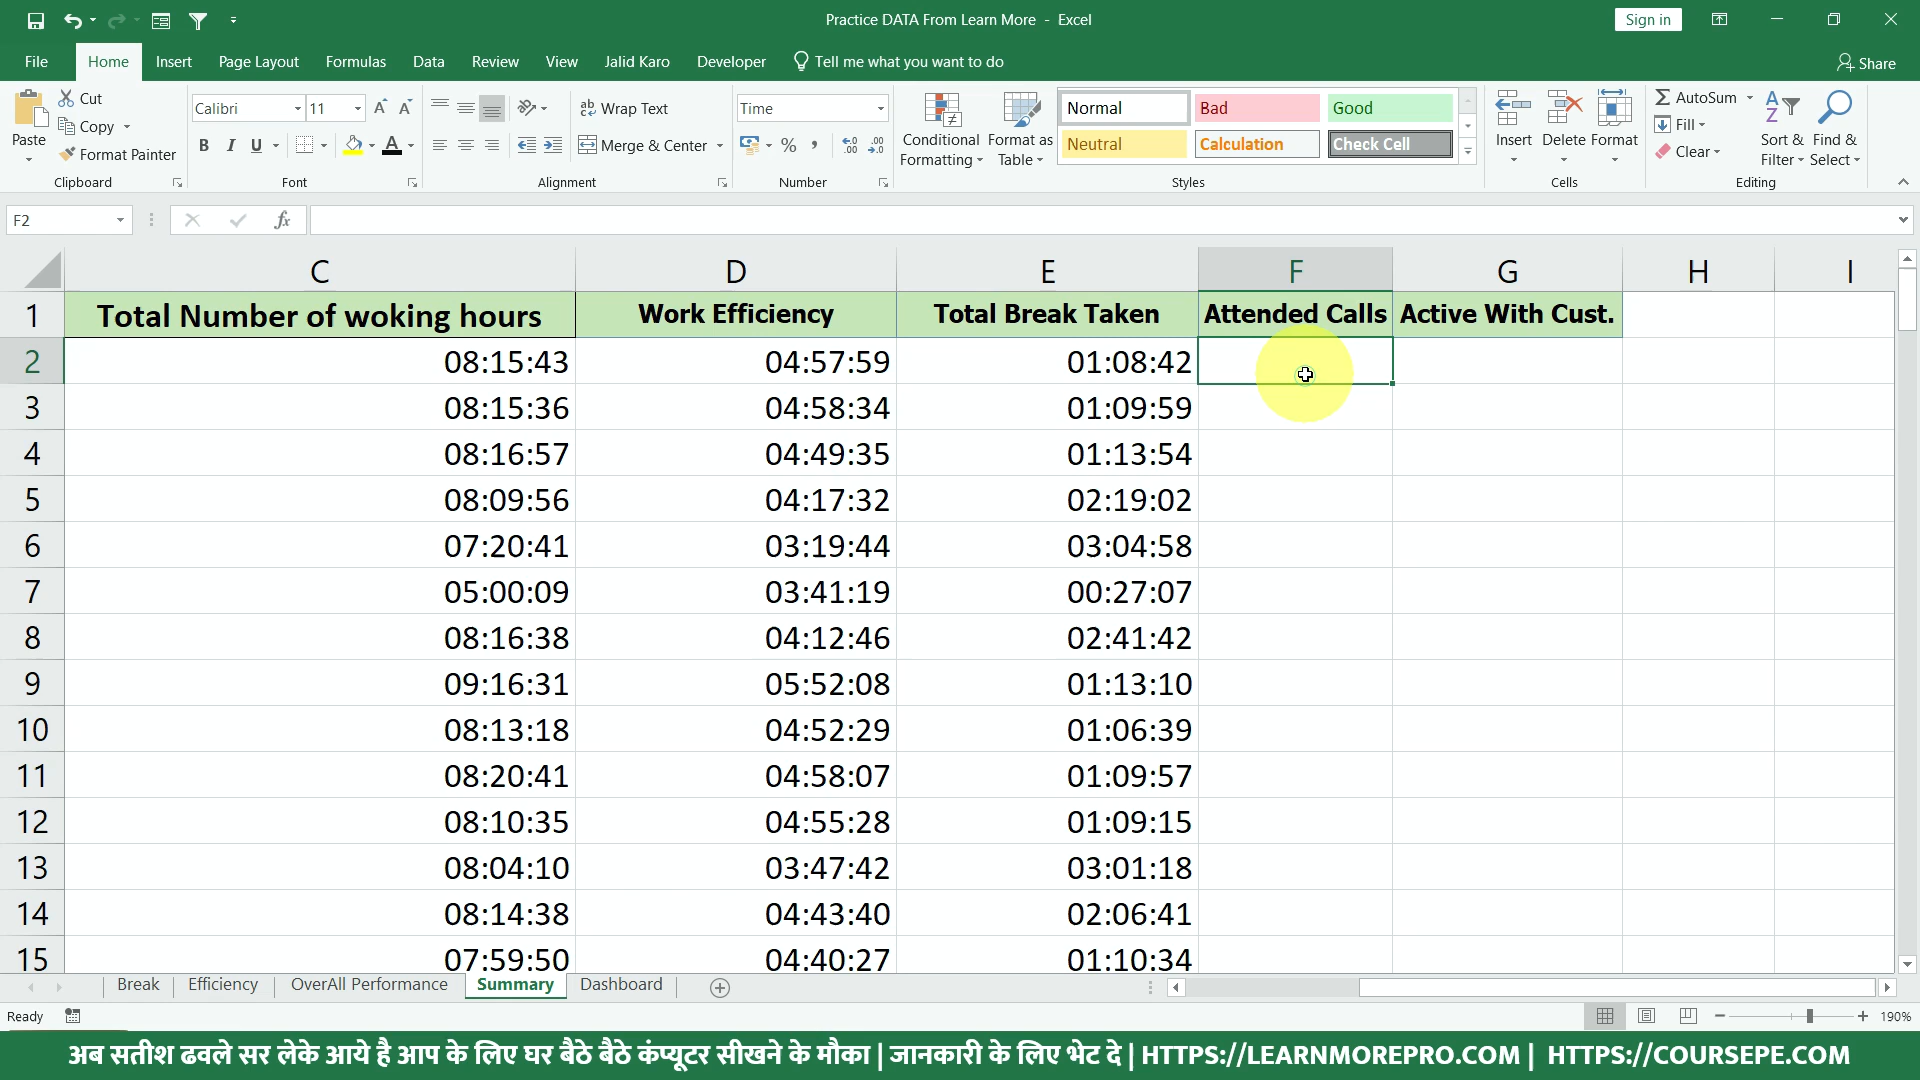 Practice DATA From Learn More - Excel
Sign in
File Home Insert Page Layout Formulas Data Review View Jalid Karo Developer Tell me what you want to do
Share
Paste
Cut
Copy
Format Painter
Clipboard
Calibri 11
B I U
Font
Wrap Text
Merge & Center
Alignment
Time
%
Number
Conditional Formatting
Format as Table
Normal Bad Good
Neutral Calculation Check Cell
Styles
Insert Delete Format
Cells
AutoSum
Fill
Clear
Sort & Filter
Find & Select
Editing
F2
fx
C D E F G H I
1 Total Number of woking hours Work Efficiency Total Break Taken Attended Calls Active With Cust.
2 08:15:43 04:57:59 01:08:42
3 08:15:36 04:58:34 01:09:59
4 08:16:57 04:49:35 01:13:54
5 08:09:56 04:17:32 02:19:02
6 07:20:41 03:19:44 03:04:58
7 05:00:09 03:41:19 00:27:07
8 08:16:38 04:12:46 02:41:42
9 09:16:31 05:52:08 01:13:10
10 08:13:18 04:52:29 01:06:39
11 08:20:41 04:58:07 01:09:57
12 08:10:35 04:55:28 01:09:15
13 08:04:10 03:47:42 03:01:18
14 08:14:38 04:43:40 02:06:41
15 07:59:50 04:40:27 01:10:34
Break Efficiency OverAll Performance Summary Dashboard
Ready
190%
अब सतीश ढवले सर लेके आये है आप के लिए घर बैठे बैठे कंप्यूटर सीखने के मौका | जानकारी के लिए भेट दे | HTTPS://LEARNMOREPRO.COM | HTTPS://COURSEPE.COM